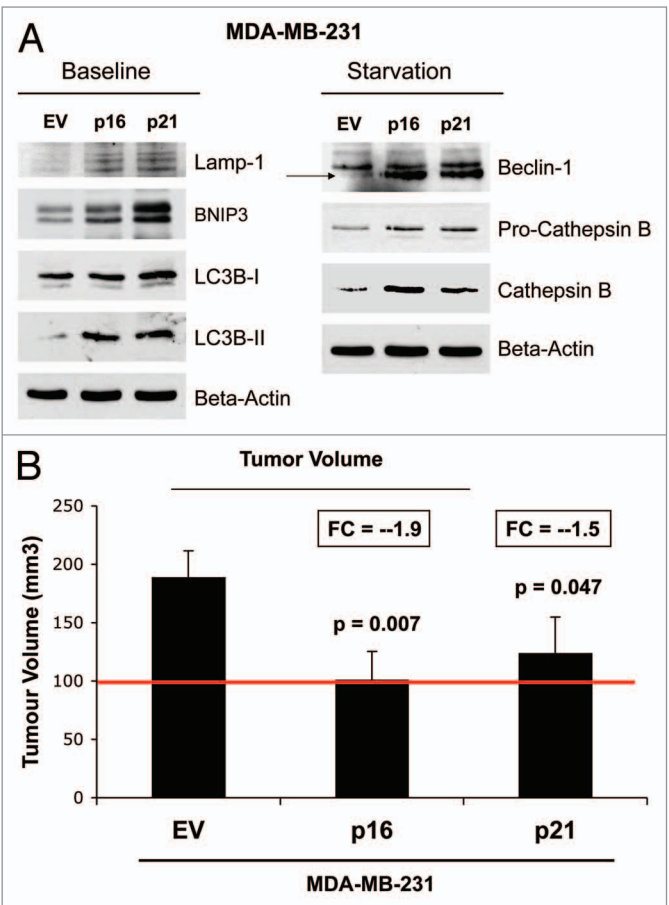 A
MDA-MB-231
Baseline
EV p16 p21
Lamp-1
BNIP3
LC3B-I
LC3B-II
Beta-Actin
Starvation
EV p16 p21
Beclin-1
Pro-Cathepsin B
Cathepsin B
Beta-Actin
B
Tumor Volume
FC = --1.9 FC = --1.5
p = 0.007 p = 0.047
Tumour Volume (mm3)
250
200
150
100
50
0
EV p16 p21
MDA-MB-231